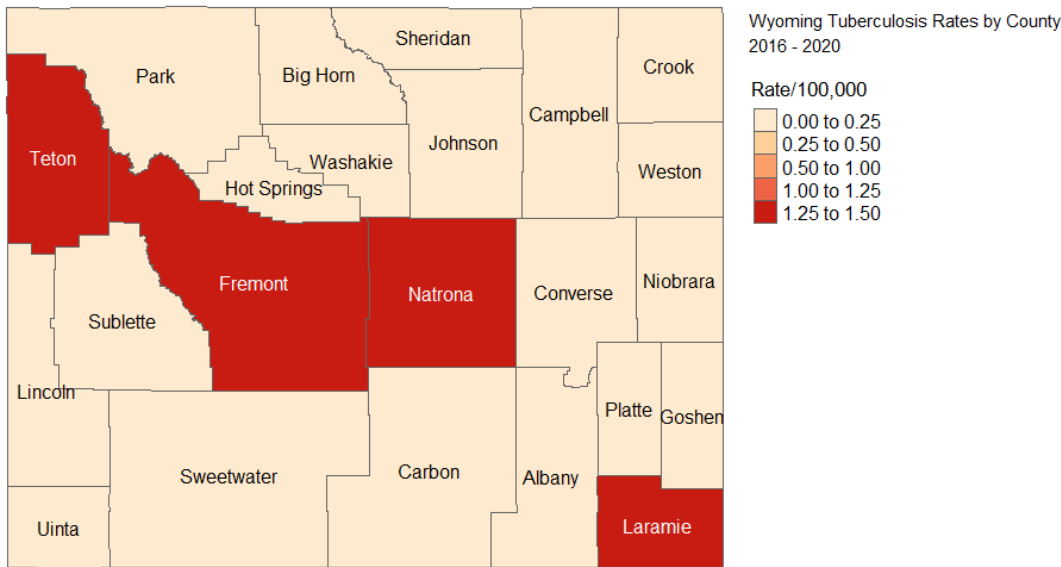 Wyoming Tuberculosis Rates by County
2016 - 2020
Rate/100,000
0.00 to 0.25
0.25 to 0.50
0.50 to 1.00
1.00 to 1.25
1.25 to 1.50
Sheridan
Park
Big Horn
Crook
Campbell
Johnson
Teton
Washakie
Weston
Hot Springs
Fremont
Natrona
Converse
Niobrara
Sublette
Lincoln
Platte
Goshen
Sweetwater
Carbon
Albany
Uinta
Laramie